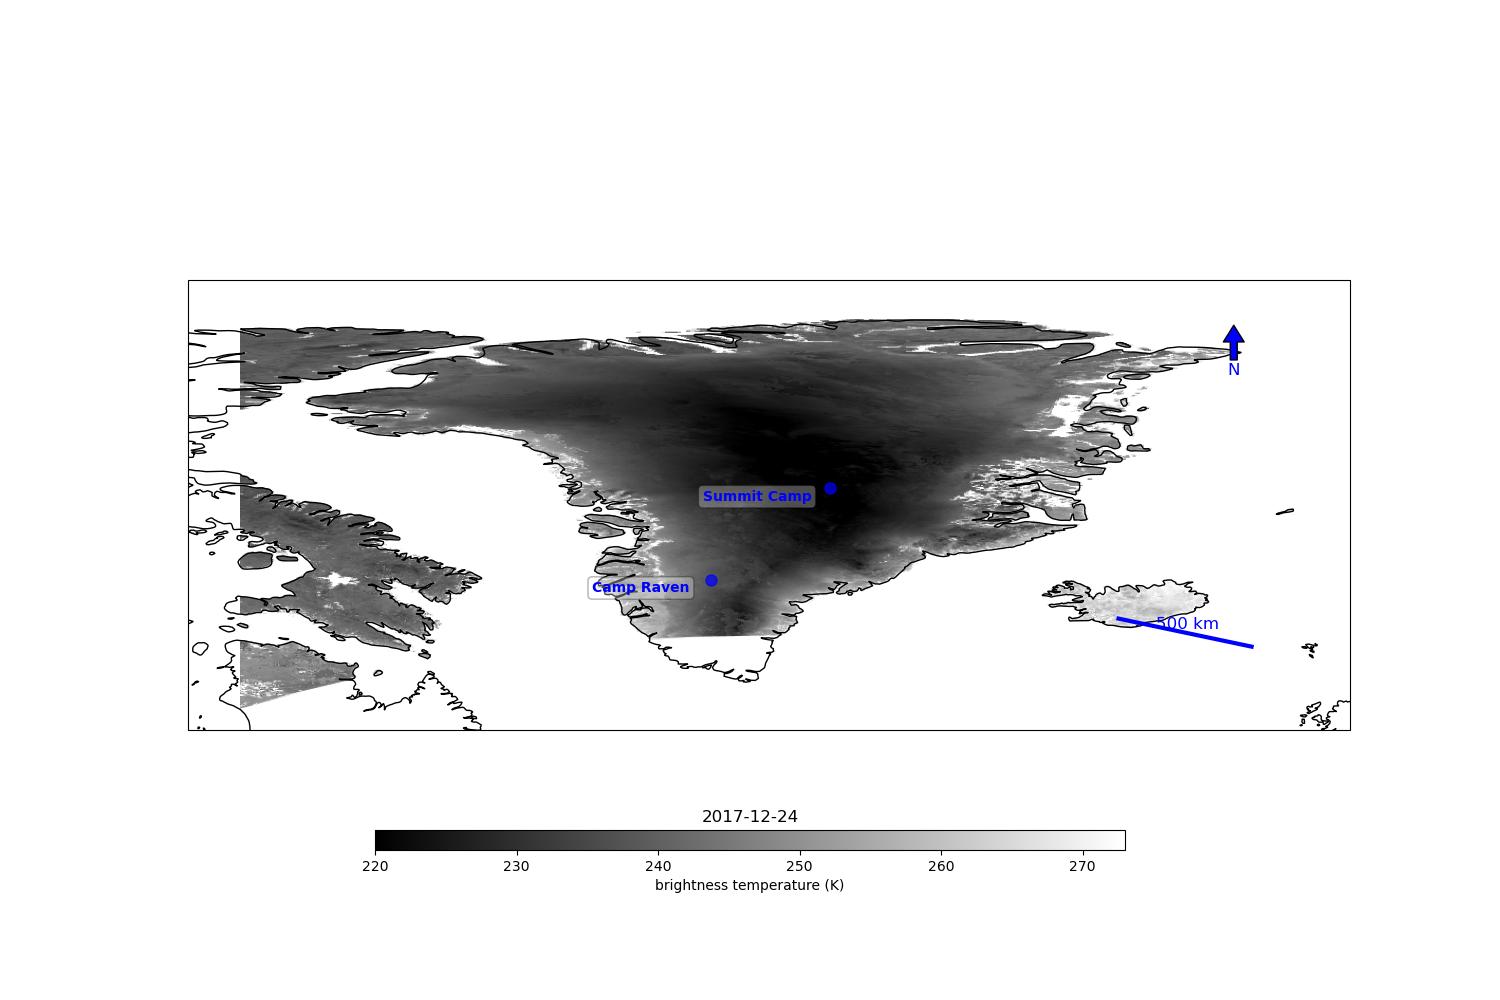 N
Summit Camp
Camp Raven
500 km
2017-12-24
220 230 240 250 260 270
brightness temperature (K)